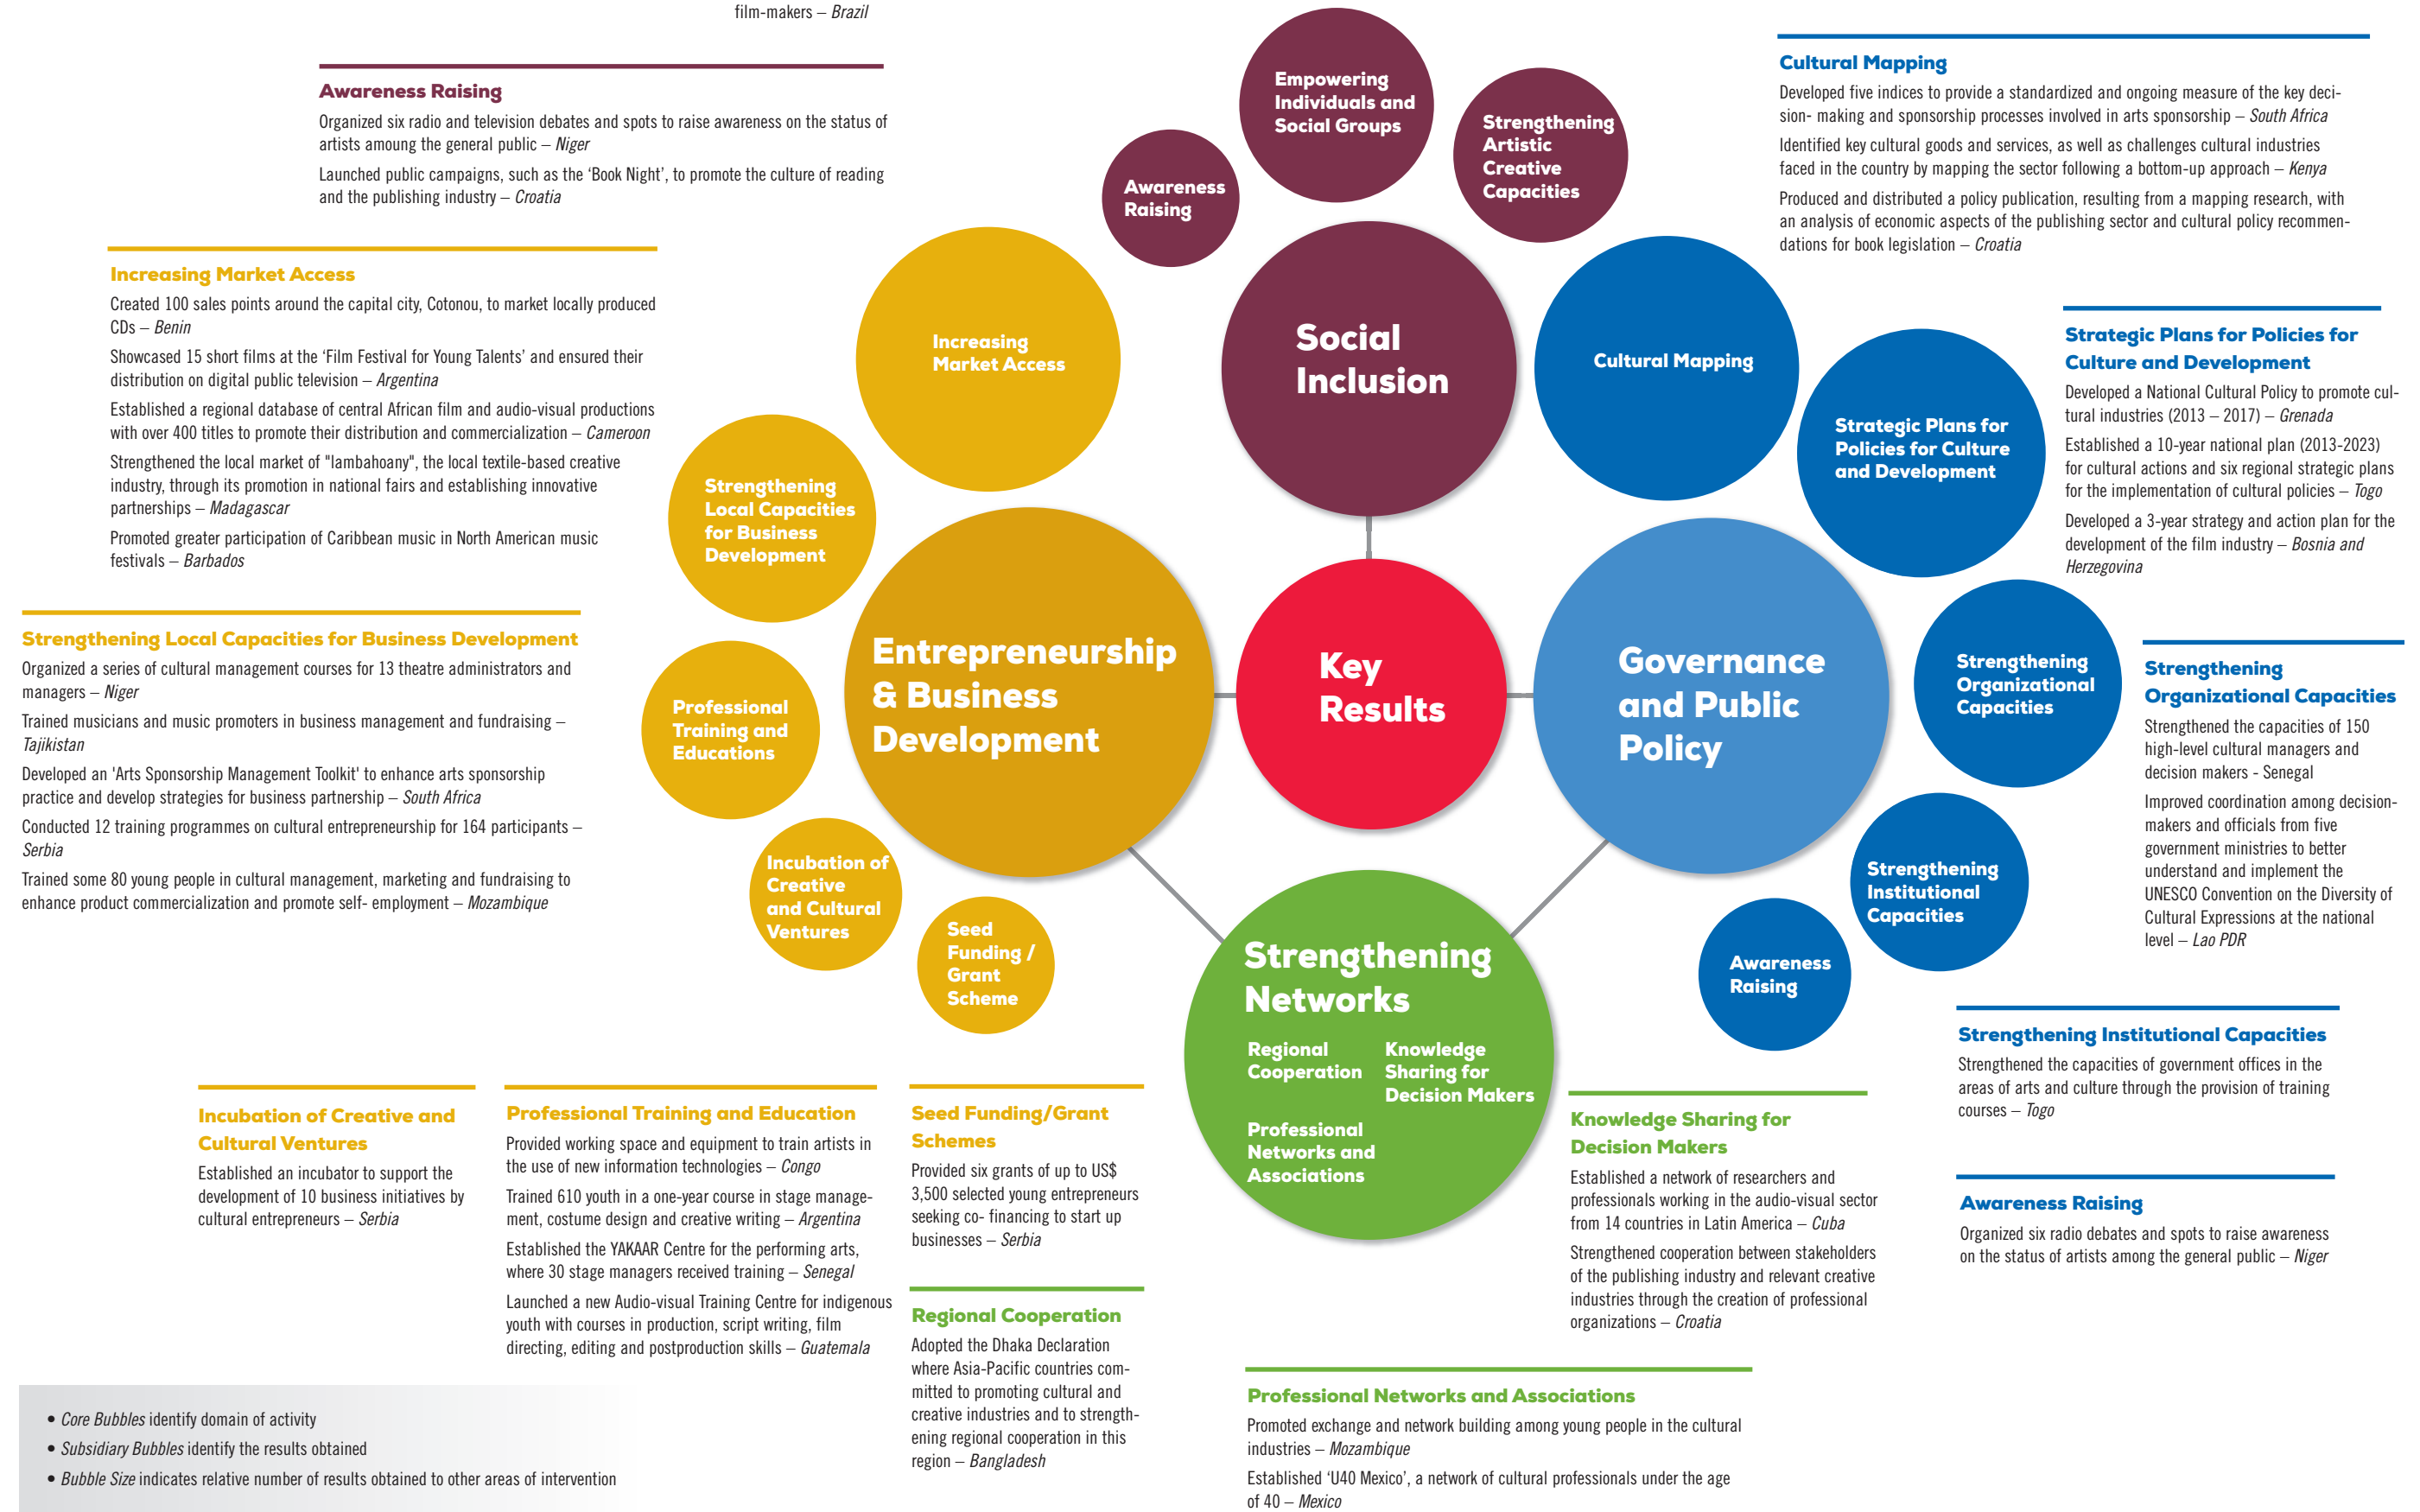 film-makers – Brazil
Awareness Raising
Organized six radio and television debates and spots to raise awareness on the status of
artists amoung the general public – Niger
Launched public campaigns, such as the ‘Book Night’, to promote the culture of reading
and the publishing industry – Croatia
Increasing Market Access
Created 100 sales points around the capital city, Cotonou, to market locally produced
CDs – Benin
Showcased 15 short films at the ‘Film Festival for Young Talents’ and ensured their
distribution on digital public television – Argentina
Established a regional database of central African film and audio-visual productions
with over 400 titles to promote their distribution and commercialization – Cameroon
Strengthened the local market of "lambahoany", the local textile-based creative
industry, through its promotion in national fairs and establishing innovative
partnerships – Madagascar
Promoted greater participation of Caribbean music in North American music
festivals – Barbados
Strengthening Local Capacities for Business Development
Organized a series of cultural management courses for 13 theatre administrators and
managers – Niger
Trained musicians and music promoters in business management and fundraising –
Tajikistan
Developed an 'Arts Sponsorship Management Toolkit' to enhance arts sponsorship
practice and develop strategies for business partnership – South Africa
Conducted 12 training programmes on cultural entrepreneurship for 164 participants –
Serbia
Trained some 80 young people in cultural management, marketing and fundraising to
enhance product commercialization and promote self- employment – Mozambique
Empowering
Individuals and
Social Groups
Strengthening
Artistic
Creative
Capacities
Awareness
Raising
Social
Inclusion
Increasing
Market Access
Strengthening
Local Capacities
for Business
Development
Professional
Training and
Educations
Incubation of
Creative
and Cultural
Ventures
Seed
Funding /
Grant
Scheme
Entrepreneurship
& Business
Development
Key
Results
Governance
and Public
Policy
Cultural Mapping
Strategic Plans for
Policies for Culture
and Development
Strengthening
Organizational
Capacities
Strengthening
Institutional
Capacities
Awareness
Raising
Strengthening
Networks
Regional
Cooperation
Knowledge
Sharing for
Decision Makers
Professional
Networks and
Associations
Cultural Mapping
Developed five indices to provide a standardized and ongoing measure of the key deci-
sion- making and sponsorship processes involved in arts sponsorship – South Africa
Identified key cultural goods and services, as well as challenges cultural industries
faced in the country by mapping the sector following a bottom-up approach – Kenya
Produced and distributed a policy publication, resulting from a mapping research, with
an analysis of economic aspects of the publishing sector and cultural policy recommen-
dations for book legislation – Croatia
Strategic Plans for Policies for
Culture and Development
Developed a National Cultural Policy to promote cul-
tural industries (2013 – 2017) – Grenada
Established a 10-year national plan (2013-2023)
for cultural actions and six regional strategic plans
for the implementation of cultural policies – Togo
Developed a 3-year strategy and action plan for the
development of the film industry – Bosnia and
Herzegovina
Strengthening
Organizational Capacities
Strengthened the capacities of 150
high-level cultural managers and
decision makers - Senegal
Improved coordination among decision-
makers and officials from five
government ministries to better
understand and implement the
UNESCO Convention on the Diversity of
Cultural Expressions at the national
level – Lao PDR
Strengthening Institutional Capacities
Strengthened the capacities of government offices in the
areas of arts and culture through the provision of training
courses – Togo
Awareness Raising
Organized six radio debates and spots to raise awareness
on the status of artists among the general public – Niger
Incubation of Creative and
Cultural Ventures
Established an incubator to support the
development of 10 business initiatives by
cultural entrepreneurs – Serbia
Professional Training and Education
Provided working space and equipment to train artists in
the use of new information technologies – Congo
Trained 610 youth in a one-year course in stage manage-
ment, costume design and creative writing – Argentina
Established the YAKAAR Centre for the performing arts,
where 30 stage managers received training – Senegal
Launched a new Audio-visual Training Centre for indigenous
youth with courses in production, script writing, film
directing, editing and postproduction skills – Guatemala
Seed Funding/Grant
Schemes
Provided six grants of up to US$
3,500 selected young entrepreneurs
seeking co- financing to start up
businesses – Serbia
Regional Cooperation
Adopted the Dhaka Declaration
where Asia-Pacific countries com-
mitted to promoting cultural and
creative industries and to strength-
ening regional cooperation in this
region – Bangladesh
Knowledge Sharing for
Decision Makers
Established a network of researchers and
professionals working in the audio-visual sector
from 14 countries in Latin America – Cuba
Strengthened cooperation between stakeholders
of the publishing industry and relevant creative
industries through the creation of professional
organizations – Croatia
Professional Networks and Associations
Promoted exchange and network building among young people in the cultural
industries – Mozambique
Established ‘U40 Mexico’, a network of cultural professionals under the age
of 40 – Mexico
• Core Bubbles identify domain of activity
• Subsidiary Bubbles identify the results obtained
• Bubble Size indicates relative number of results obtained to other areas of intervention